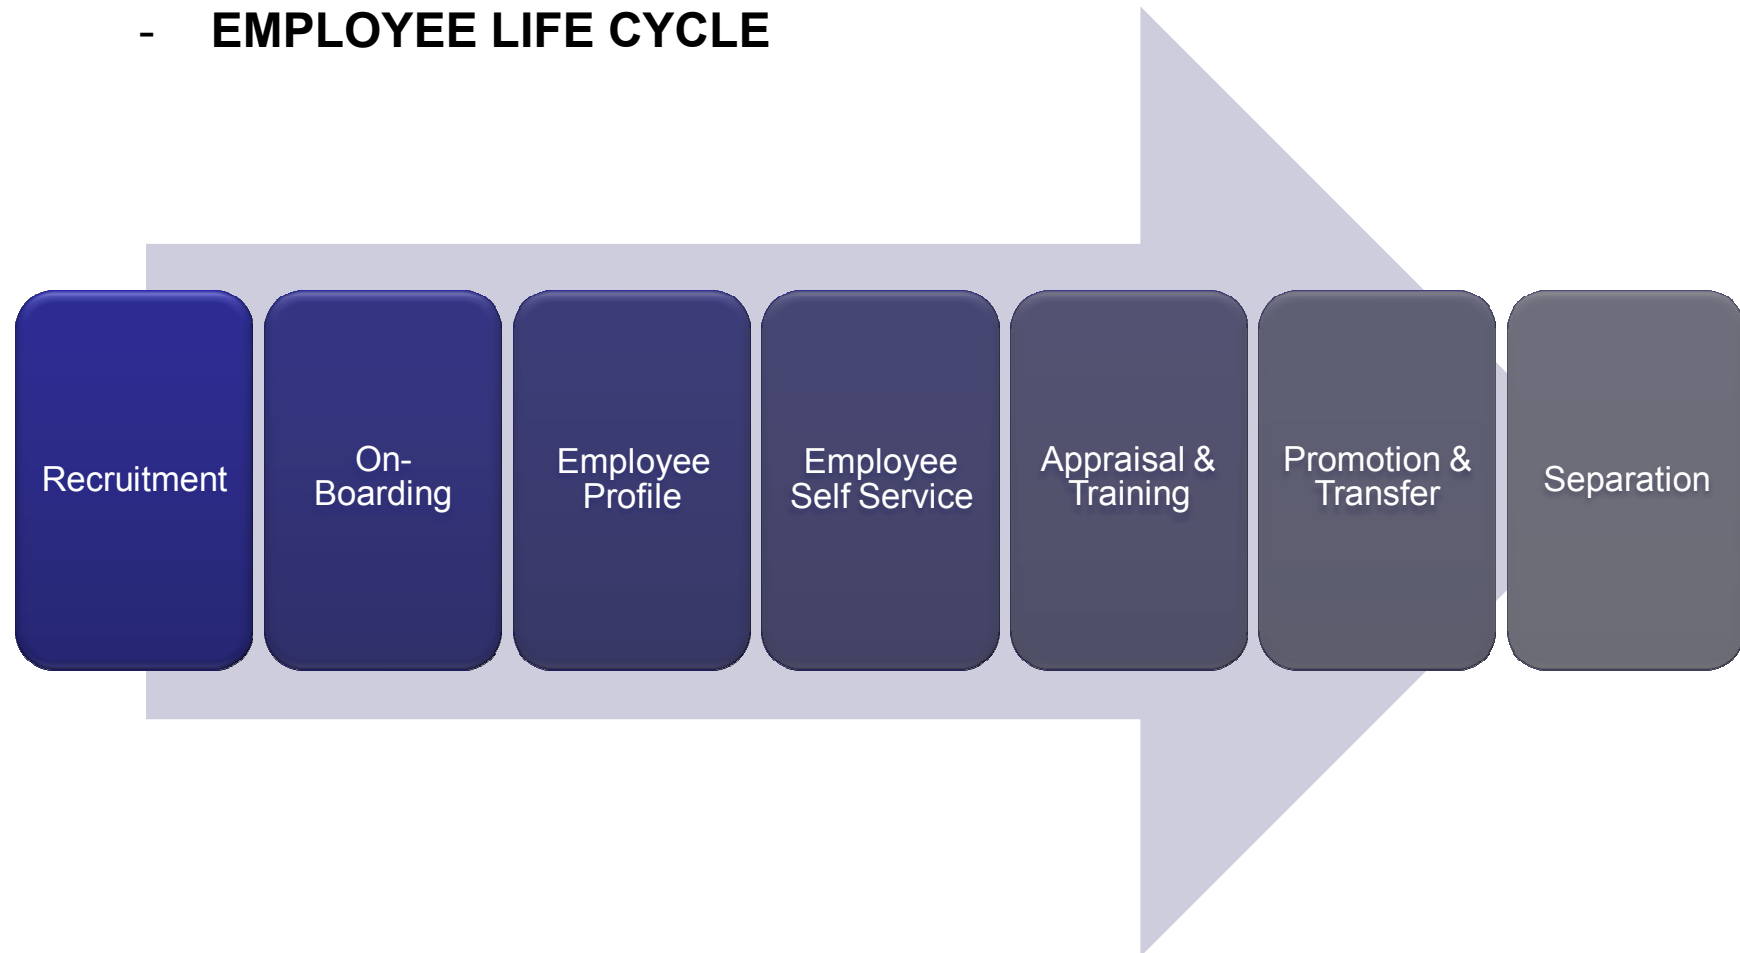 - EMPLOYEE LIFE CYCLE
Recruitment
On-
Boarding
Employee
Profile
Employee
Self Service
Appraisal &
Training
Promotion &
Transfer
Separation